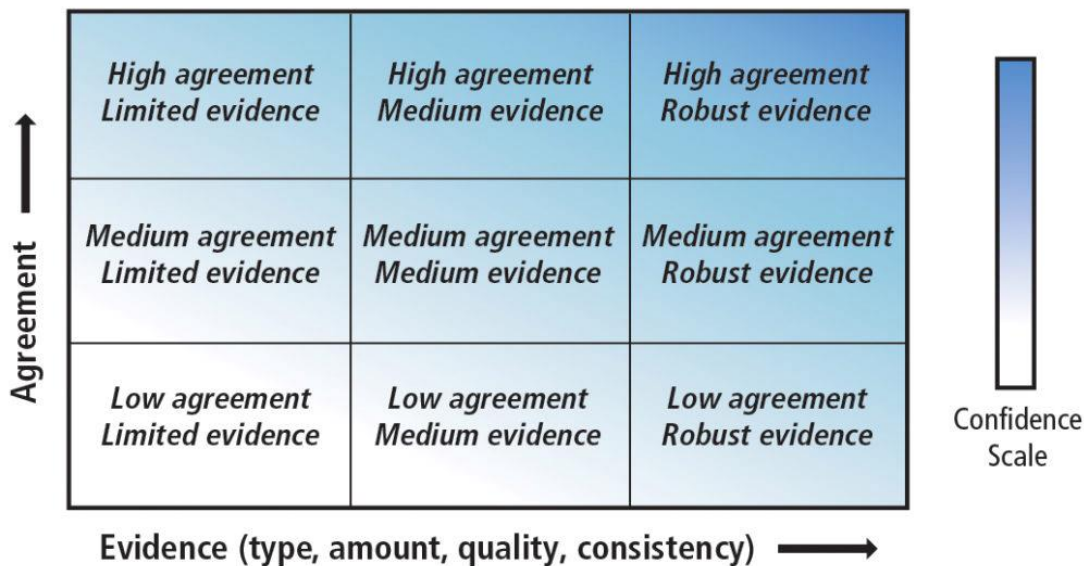 High agreement
Limited evidence
High agreement
Medium evidence
High agreement
Robust evidence
Medium agreement
Limited evidence
Medium agreement
Medium evidence
Medium agreement
Robust evidence
Low agreement
Limited evidence
Low agreement
Medium evidence
Low agreement
Robust evidence
Agreement
Evidence (type, amount, quality, consistency)
Confidence
Scale